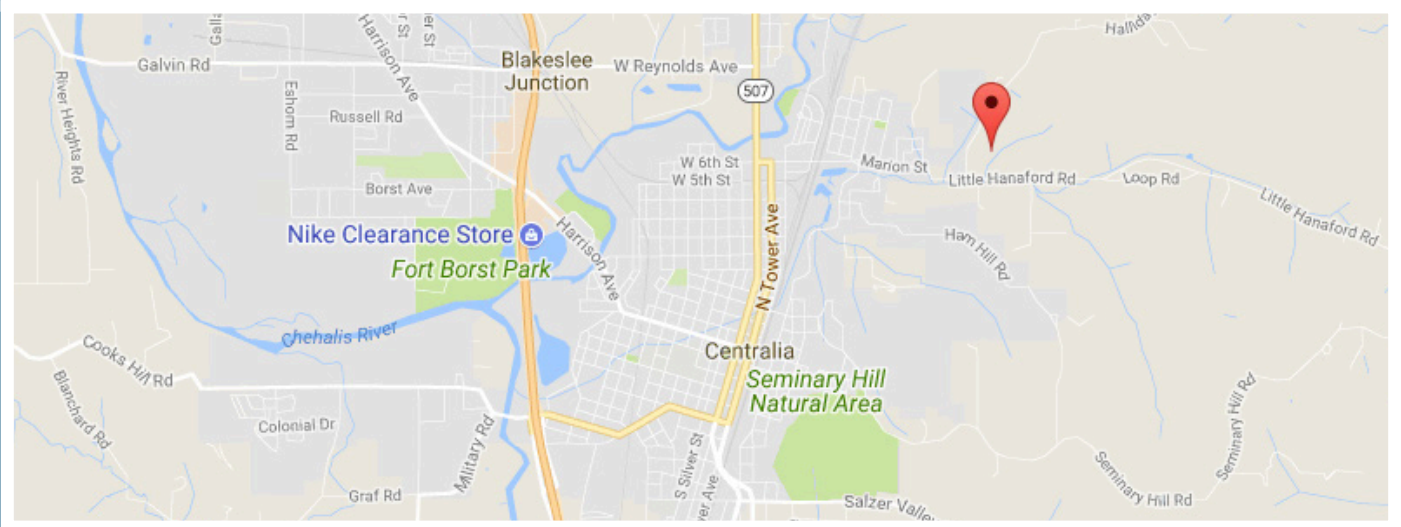 Galvin Rd
Harrison Ave
Blakeslee
Junction
W Reynolds Ave
507
River Heights Rd
Eshom Rd
Russell Rd
Borst Ave
W 6th St
W 5th St
Marion St
Little Hanaford Rd
Loop Rd
Little Hanaford Rd
Nike Clearance Store
Fort Borst Park
Harrison Ave
N Tower Ave
Ham Hill Rd
Chehalis River
Cooks Hill Rd
Blanchard Rd
Centralia
Seminary Hill
Natural Area
Colonial Dr
Military Rd
Graf Rd
S Silver St
Seminary Hill Rd
Seminary Hill Rd
Salzer Valley